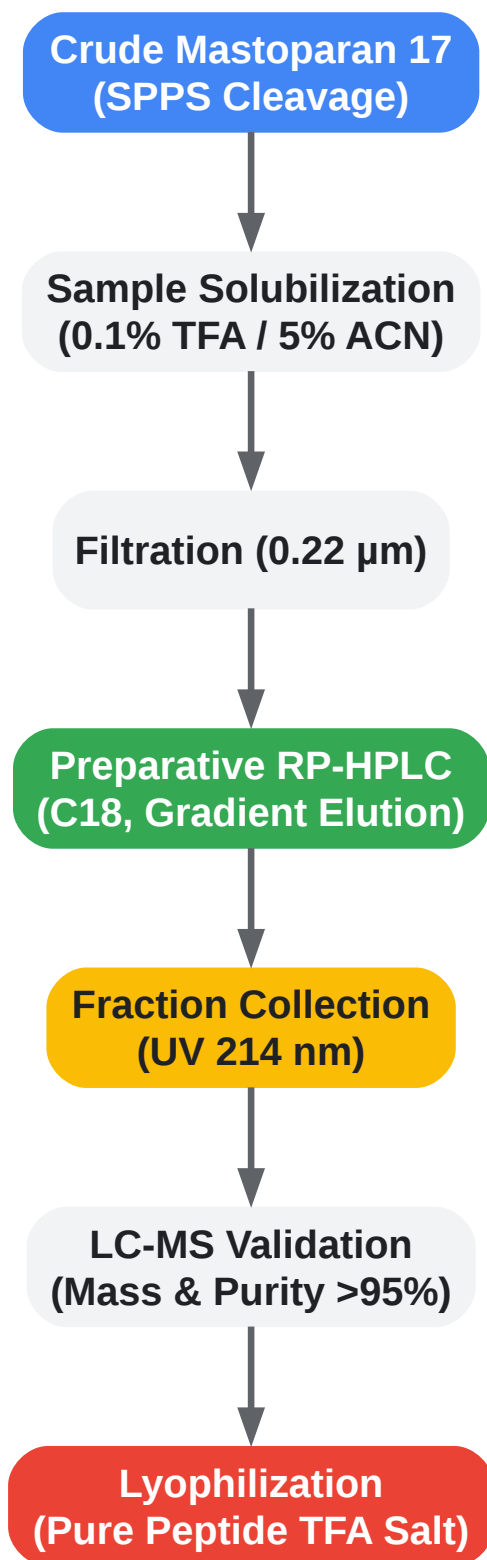 Crude Mastoparan 17
(SPPS Cleavage)
Sample Solubilization
(0.1% TFA / 5% ACN)
Filtration (0.22 µm)
Preparative RP-HPLC
(C18, Gradient Elution)
Fraction Collection
(UV 214 nm)
LC-MS Validation
(Mass & Purity >95%)
Lyophilization
(Pure Peptide TFA Salt)